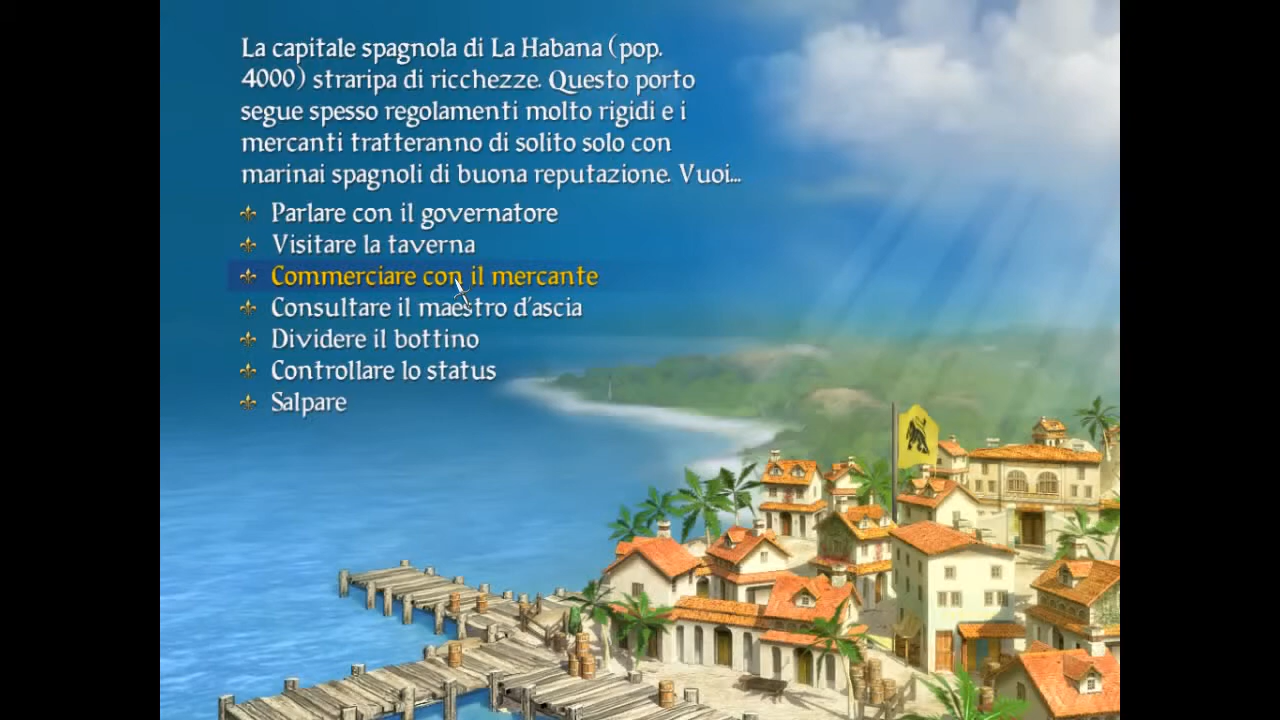 La capitale spagnola di La Habana (pop.
4000) straripa di ricchezze. Questo porto
segue spesso regolamenti molto rigidi e i
mercanti tratteranno di solito solo con
marinai spagnoli di buona reputazione. Vuoi...
Parlare con il governatore
Visitare la taverna
Commerciare con il mercante
Consultare il maestro d'ascia
Dividere il bottino
Controllare lo status
Salpare